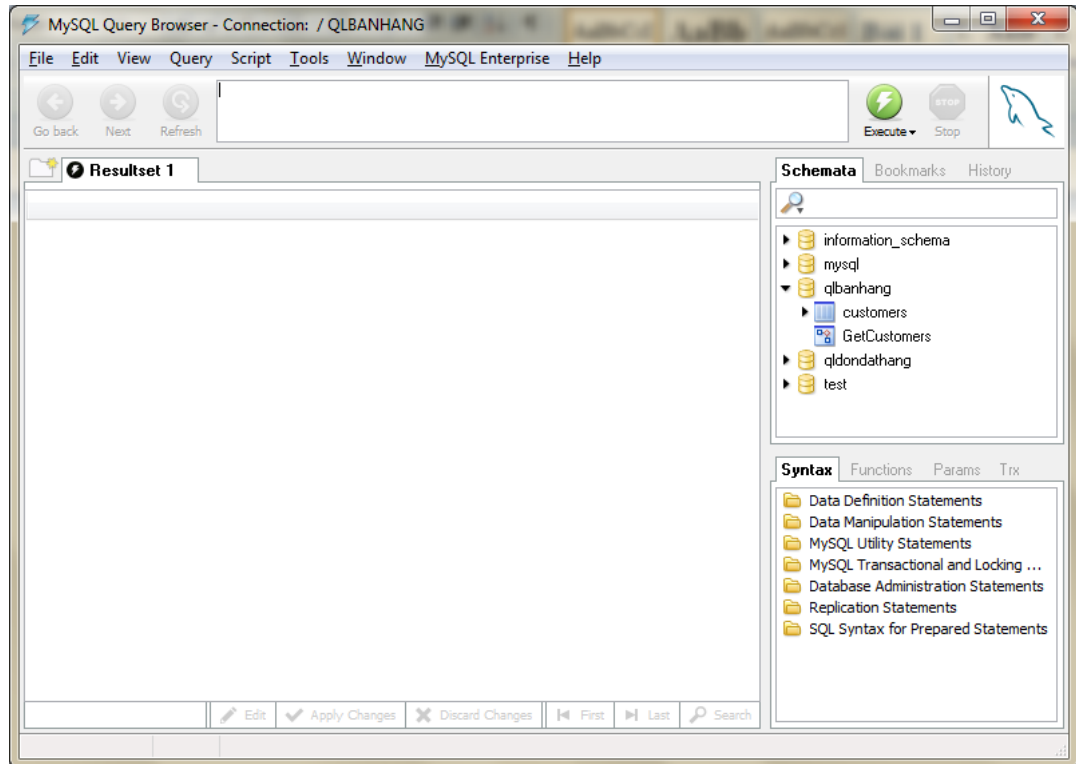 MySQL Query Browser - Connection: / QLBANHANG
File Edit View Query Script Tools Window MySQL Enterprise Help
Go back Next Refresh Execute STOP Stop
Resultset 1
Schemata Bookmarks History
information_schema
mysql
qlbanhang
customers
GetCustomers
qldondathang
test
Syntax Functions Params Trx
Data Definition Statements
Data Manipulation Statements
MySQL Utility Statements
MySQL Transactional and Locking ...
Database Administration Statements
Replication Statements
SQL Syntax for Prepared Statements
Edit Apply Changes Discard Changes First Last Search